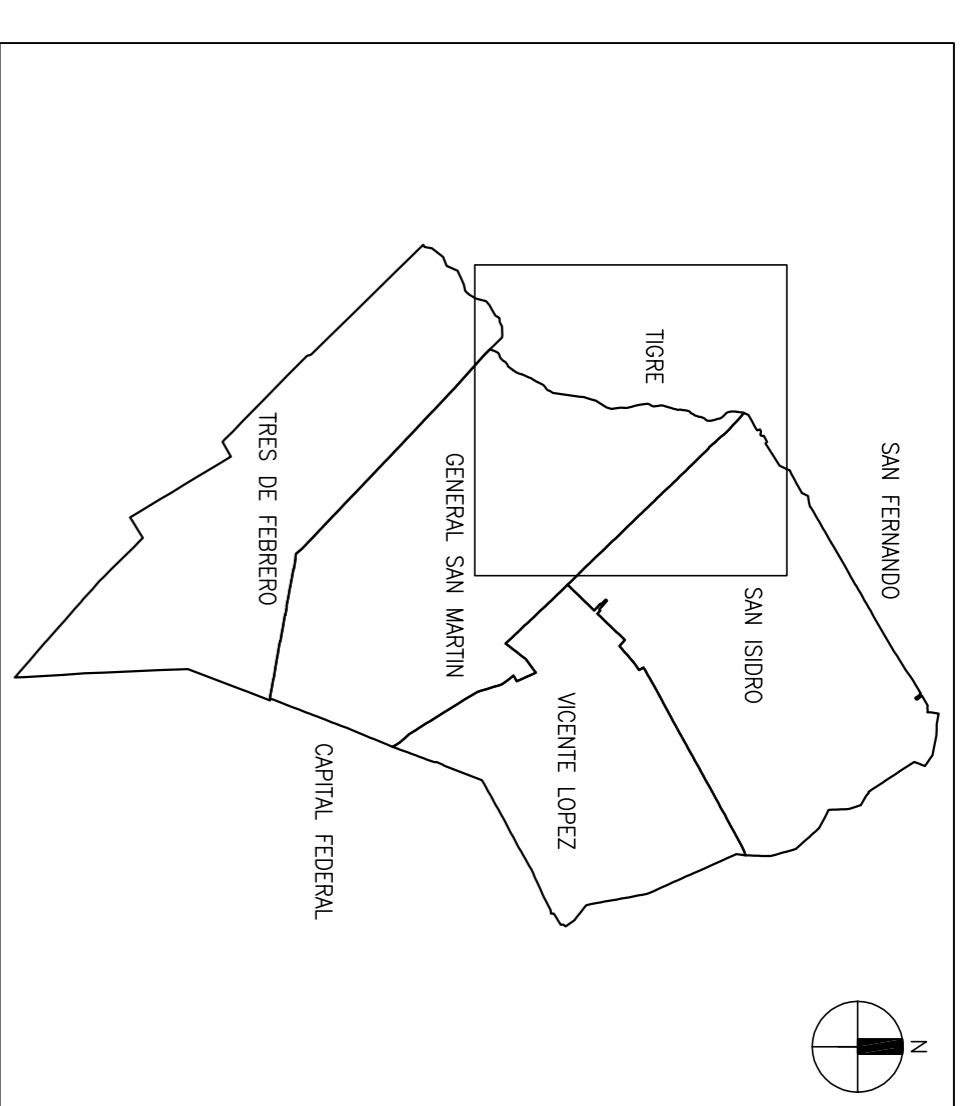 N
SAN FERNANDO
SAN ISIDRO
TIGRE
VICENTE LOPEZ
GENERAL SAN MARTIN
CAPITAL FEDERAL
TRES DE FEBRERO